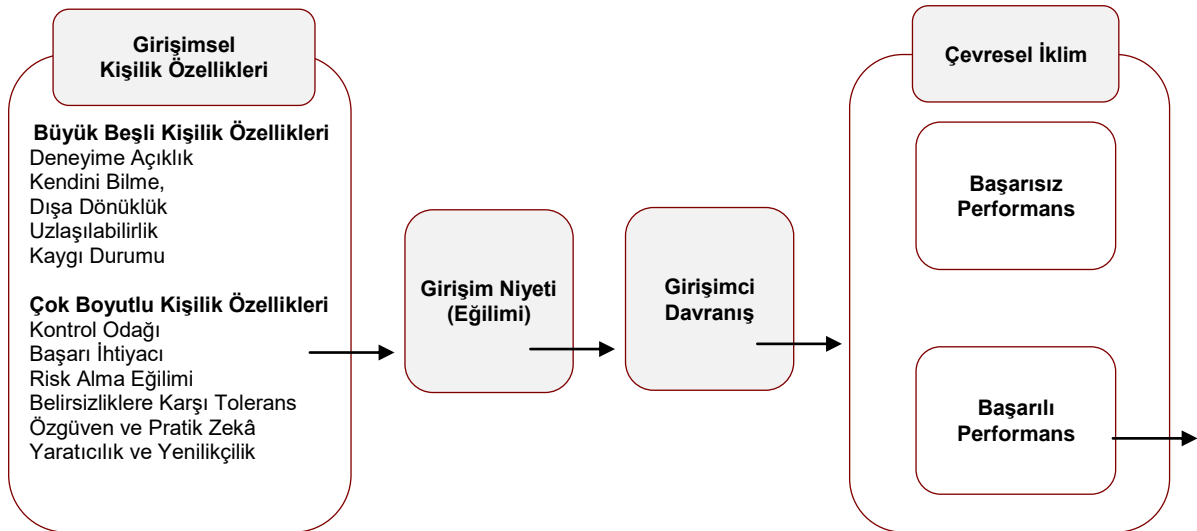 Girişimsel
Kişilik Özellikleri
Büyük Beşli Kişilik Özellikleri
Deneyime Açıklık
Kendini Bilme,
Dışa Dönüklük
Uzlaşılabilirlik
Kaygı Durumu
Çok Boyutlu Kişilik Özellikleri
Kontrol Odağı
Başarı İhtiyacı
Risk Alma Eğilimi
Belirsizliklere Karşı Tolerans
Özgüven ve Pratik Zekâ
Yaratıcılık ve Yenilikçilik
Girişim Niyeti
(Eğilimi)
Girişimci
Davranış
Çevresel İklim
Başarısız
Performans
Başarılı
Performans